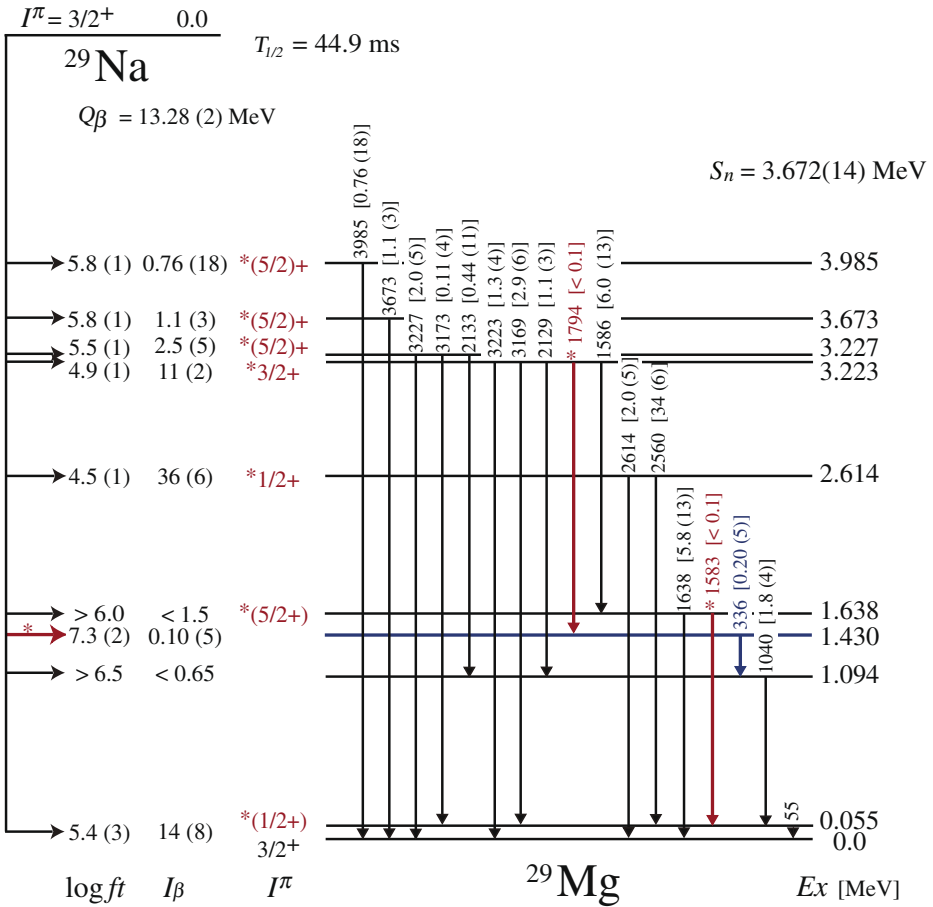 I^π = 3/2+ 0.0
T_{1/2} = 44.9 ms
^{29}Na
Qβ = 13.28 (2) MeV
S_n = 3.672(14) MeV
3985 [0.76 (18)]
3673 [1.1 (3)]
3227 [2.0 (5)]
3173 [0.11 (4)]
2133 [0.44 (11)]
3223 [1.3 (4)]
3169 [2.9 (6)]
2129 [1.1 (3)]
* 1794 [< 0.1]
1586 [6.0 (13)]
5.8 (1) 0.76 (18) *(5/2)+ 3.985
5.8 (1) 1.1 (3) *(5/2)+ 3.673
5.5 (1) 2.5 (5) *(5/2)+ 3.227
4.9 (1) 11 (2) *3/2+ 3.223
2614 [2.0 (5)]
2560 [34 (6)]
4.5 (1) 36 (6) *1/2+ 2.614
1638 [5.8 (13)]
* 1583 [< 0.1]
336 [0.20 (5)]
1040 [1.8 (4)]
> 6.0 < 1.5 *(5/2+) 1.638
* 7.3 (2) 0.10 (5) 1.430
> 6.5 < 0.65 1.094
55
*(1/2+) 0.055
5.4 (3) 14 (8) 3/2+ 0.0
^{29}Mg
log ft I_β I^π Ex [MeV]